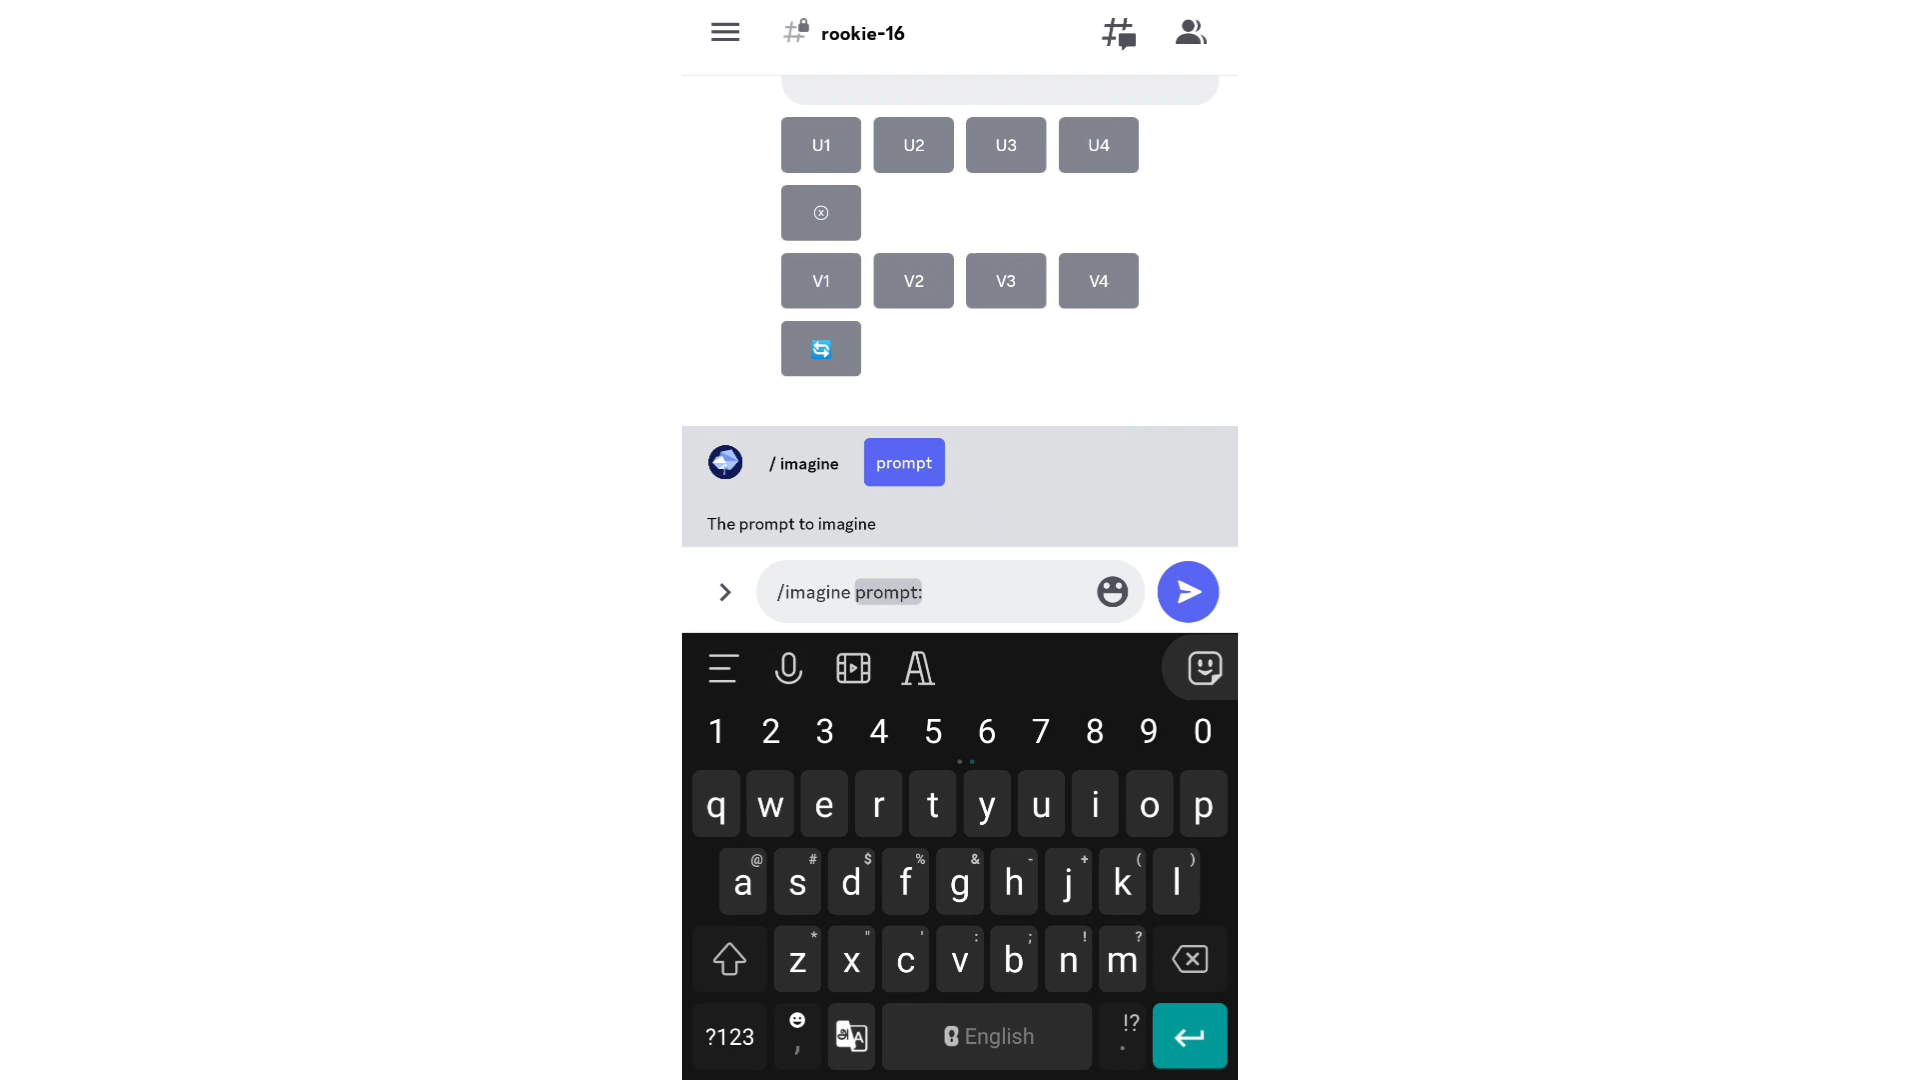 rookie-16
U1 U2 U3 U4
V1 V2 V3 V4
/ imagine prompt
The prompt to imagine
/imagine prompt:
1 2 3 4 5 6 7 8 9 0
q w e r t y u i o p
@ # $ % & - + ( )
a s d f g h j k l
* " ' : ; ! ?
z x c v b n m
?123 , English !? .